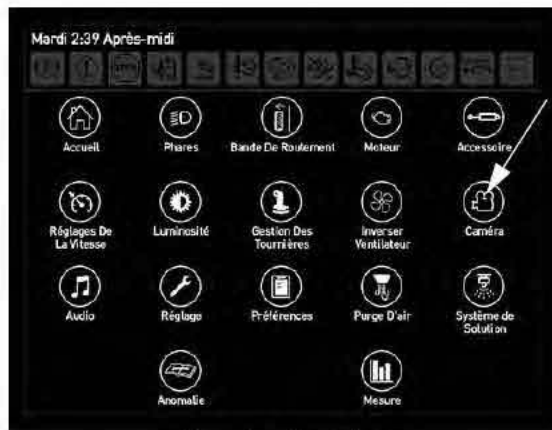 Mardi 2:39 Après-midi
Accueil
Phares
Bande De Roulement
Moteur
Accessoire
Réglages De
La Vitesse
Luminosité
Gestion Des
Tournières
Inverser
Ventilateur
Caméra
Audio
Réglage
Préférences
Purge D'air
Système de
Solution
Anomalie
Mesure